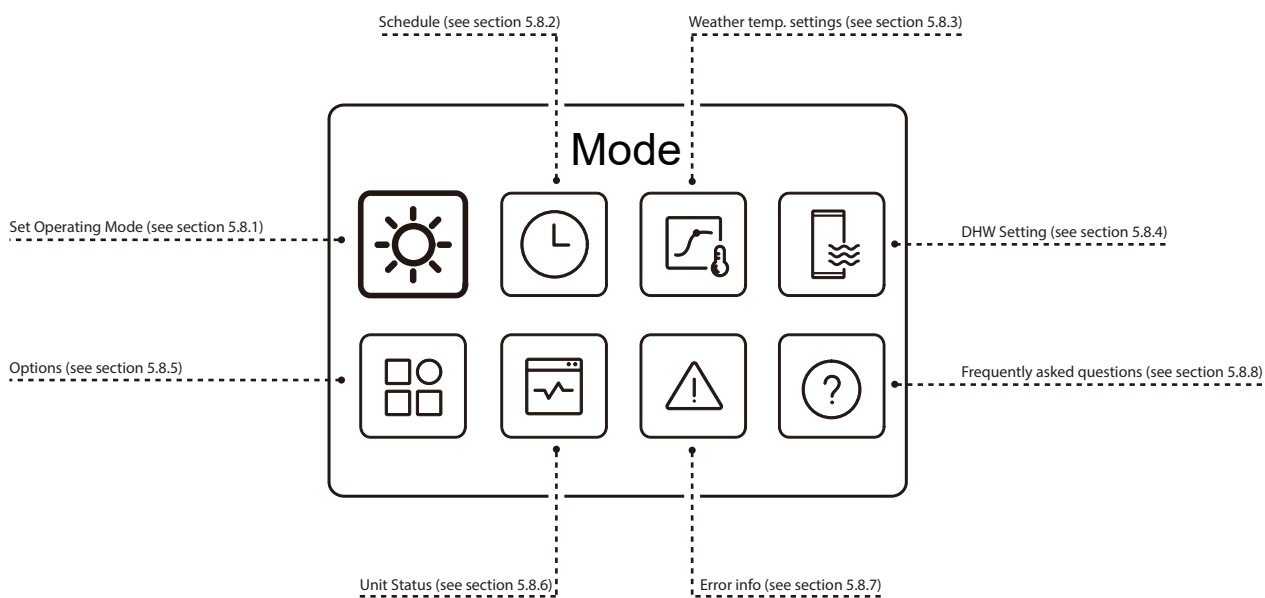 Schedule (see section 5.8.2)
Weather temp. settings (see section 5.8.3)
Mode
Set Operating Mode (see section 5.8.1)
DHW Setting (see section 5.8.4)
Options (see section 5.8.5)
Frequently asked questions (see section 5.8.8)
?
Unit Status (see section 5.8.6)
Error info (see section 5.8.7)